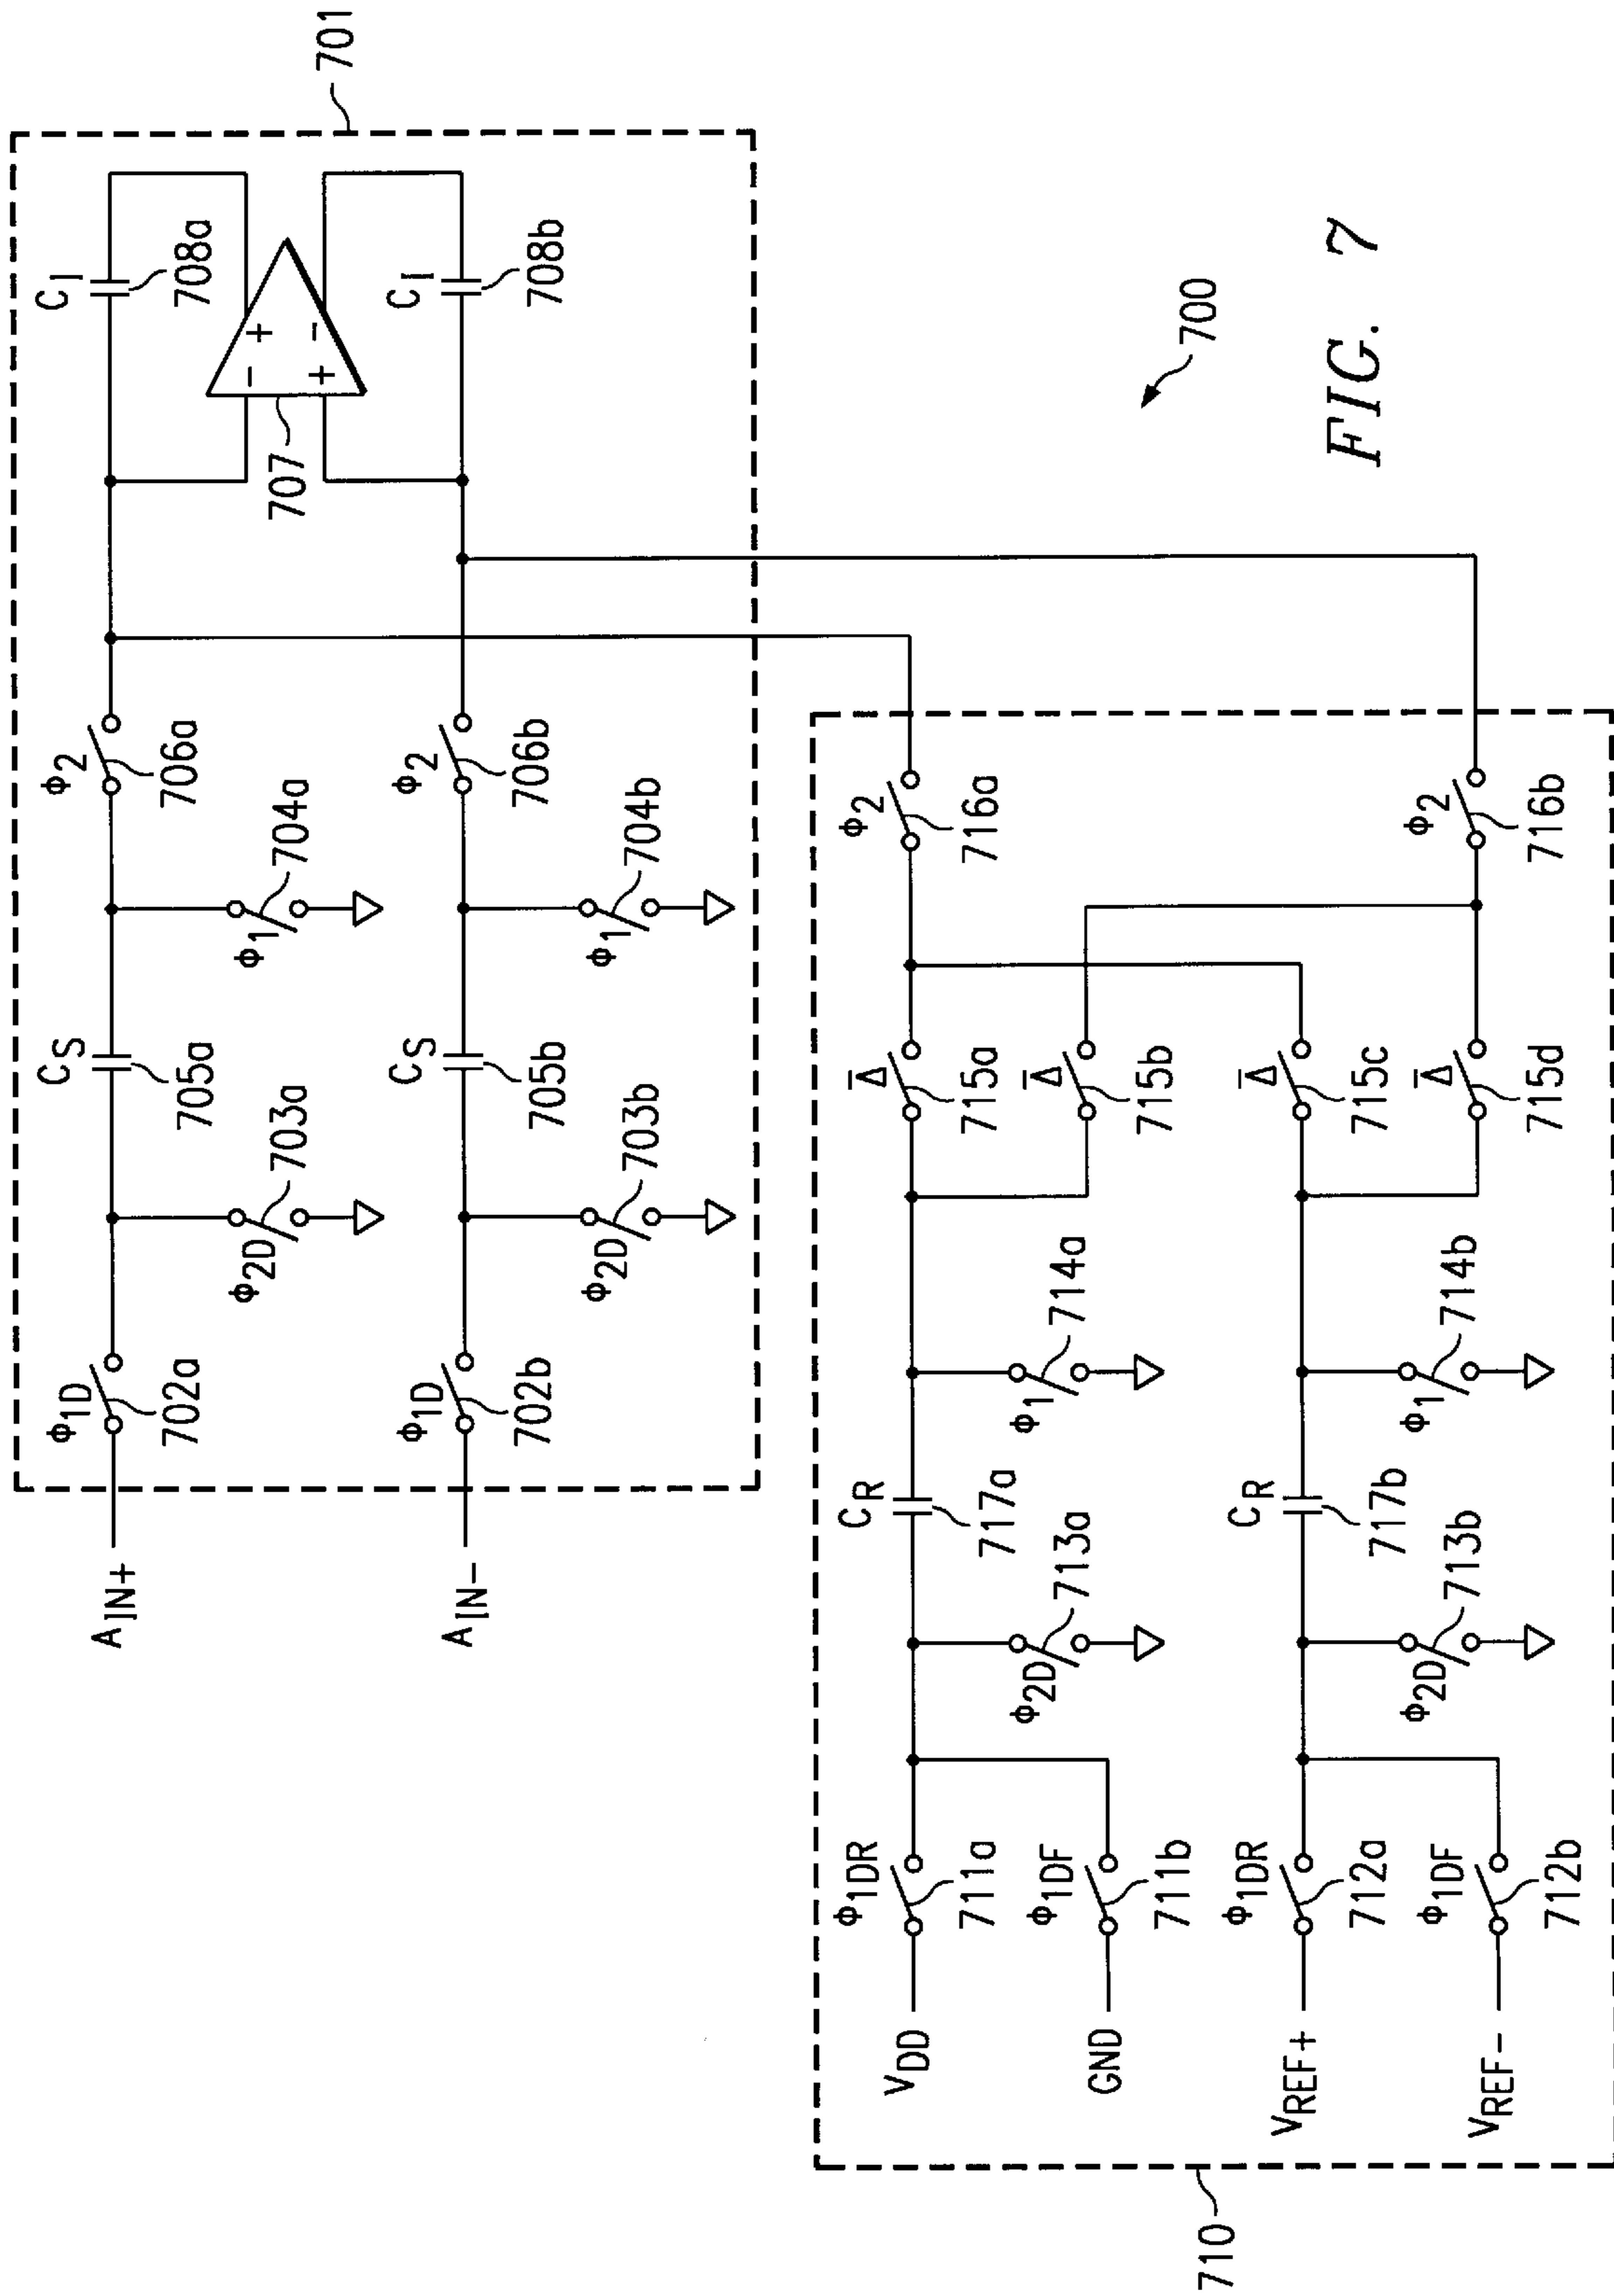 701
C_I
708a
+
-
-
+
707
C_I
708b
Φ_2
706a
Φ_2
706b
Φ_1
704a
Φ_1
704b
C_S
705a
C_S
705b
Φ_2D
703a
Φ_2D
703b
Φ_1D
702a
Φ_1D
702b
A_IN+
A_IN-
700
FIG. 7
Φ_2
716a
Φ_2
716b
Δ̅
715a
Δ̅
715b
Δ̅
715c
Δ̅
715d
Φ_1
714a
Φ_1
714b
C_R
717a
C_R
717b
Φ_2D
713a
Φ_2D
713b
Φ_1DR
711a
Φ_1DF
711b
Φ_1DR
712a
Φ_1DF
712b
V_DD
GND
V_REF+
V_REF-
710